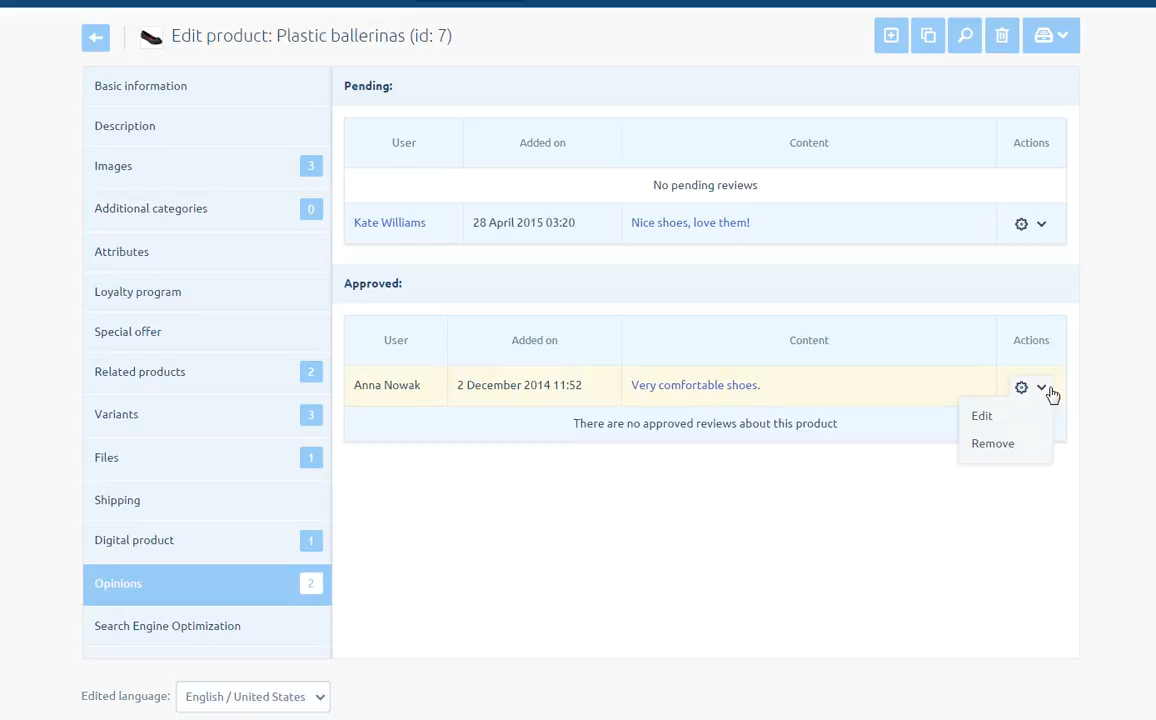 Edit product: Plastic ballerinas (id: 7)
Basic information
Description
Images 3
Additional categories 0
Attributes
Loyalty program
Special offer
Related products 2
Variants 3
Files 1
Shipping
Digital product 1
Opinions 2
Search Engine Optimization
Pending:
User Added on Content Actions
No pending reviews
Kate Williams 28 April 2015 03:20 Nice shoes, love them!
Approved:
User Added on Content Actions
Anna Nowak 2 December 2014 11:52 Very comfortable shoes.
There are no approved reviews about this product
Edit
Remove
Edited language: English / United States